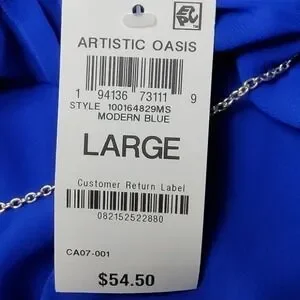 ARTISTIC OASIS
1 94136 73111 9
STYLE 100164829MS
MODERN BLUE
LARGE
Customer Return Label
082152522880
CA07-001
$54.50